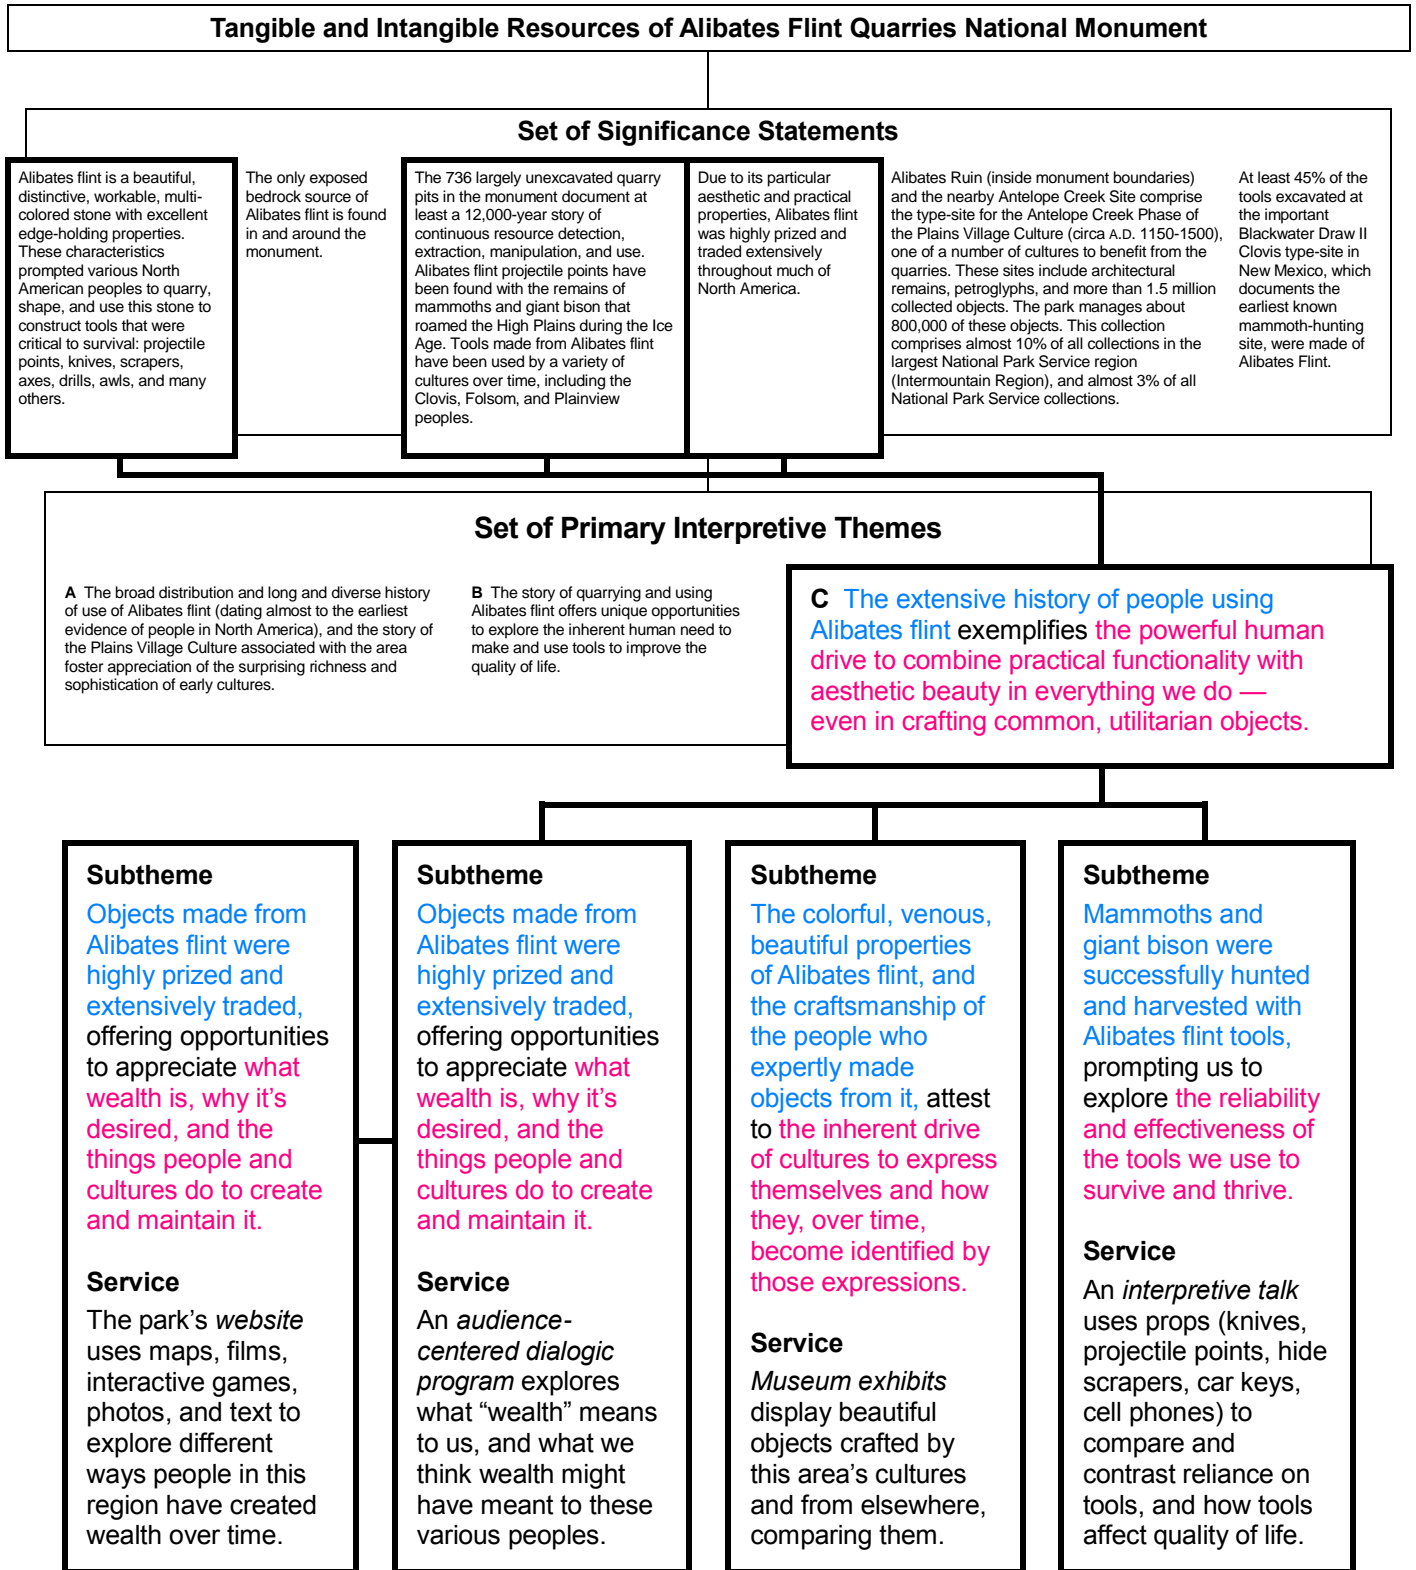 Tangible and Intangible Resources of Alibates Flint Quarries National Monument
Set of Significance Statements
Alibates flint is a beautiful,
distinctive, workable, multi-
colored stone with excellent
edge-holding properties.
These characteristics
prompted various North
American peoples to quarry,
shape, and use this stone to
construct tools that were
critical to survival: projectile
points, knives, scrapers,
axes, drills, awls, and many
others.
The only exposed
bedrock source of
Alibates flint is found
in and around the
monument.
The 736 largely unexcavated quarry
pits in the monument document at
least a 12,000-year story of
continuous resource detection,
extraction, manipulation, and use.
Alibates flint projectile points have
been found with the remains of
mammoths and giant bison that
roamed the High Plains during the Ice
Age. Tools made from Alibates flint
have been used by a variety of
cultures over time, including the
Clovis, Folsom, and Plainview
peoples.
Due to its particular
aesthetic and practical
properties, Alibates flint
was highly prized and
traded extensively
throughout much of
North America.
Alibates Ruin (inside monument boundaries)
and the nearby Antelope Creek Site comprise
the type-site for the Antelope Creek Phase of
the Plains Village Culture (circa A.D. 1150-1500),
one of a number of cultures to benefit from the
quarries. These sites include architectural
remains, petroglyphs, and more than 1.5 million
collected objects. The park manages about
800,000 of these objects. This collection
comprises almost 10% of all collections in the
largest National Park Service region
(Intermountain Region), and almost 3% of all
National Park Service collections.
At least 45% of the
tools excavated at
the important
Blackwater Draw II
Clovis type-site in
New Mexico, which
documents the
earliest known
mammoth-hunting
site, were made of
Alibates Flint.
Set of Primary Interpretive Themes
A The broad distribution and long and diverse history
of use of Alibates flint (dating almost to the earliest
evidence of people in North America), and the story of
the Plains Village Culture associated with the area
foster appreciation of the surprising richness and
sophistication of early cultures.
B The story of quarrying and using
Alibates flint offers unique opportunities
to explore the inherent human need to
make and use tools to improve the
quality of life.
C The extensive history of people using
Alibates flint exemplifies the powerful human
drive to combine practical functionality with
aesthetic beauty in everything we do —
even in crafting common, utilitarian objects.
Subtheme
Objects made from
Alibates flint were
highly prized and
extensively traded,
offering opportunities
to appreciate what
wealth is, why it's
desired, and the
things people and
cultures do to create
and maintain it.
Service
The park's website
uses maps, films,
interactive games,
photos, and text to
explore different
ways people in this
region have created
wealth over time.
Subtheme
Objects made from
Alibates flint were
highly prized and
extensively traded,
offering opportunities
to appreciate what
wealth is, why it's
desired, and the
things people and
cultures do to create
and maintain it.
Service
An audience-
centered dialogic
program explores
what “wealth” means
to us, and what we
think wealth might
have meant to these
various peoples.
Subtheme
The colorful, venous,
beautiful properties
of Alibates flint, and
the craftsmanship of
the people who
expertly made
objects from it, attest
to the inherent drive
of cultures to express
themselves and how
they, over time,
become identified by
those expressions.
Service
Museum exhibits
display beautiful
objects crafted by
this area's cultures
and from elsewhere,
comparing them.
Subtheme
Mammoths and
giant bison were
successfully hunted
and harvested with
Alibates flint tools,
prompting us to
explore the reliability
and effectiveness of
the tools we use to
survive and thrive.
Service
An interpretive talk
uses props (knives,
projectile points, hide
scrapers, car keys,
cell phones) to
compare and
contrast reliance on
tools, and how tools
affect quality of life.